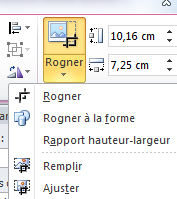 10,16 cm
Rogner
7,25 cm
Rogner
Rogner à la forme
Rapport hauteur-largeur
Remplir
Ajuster